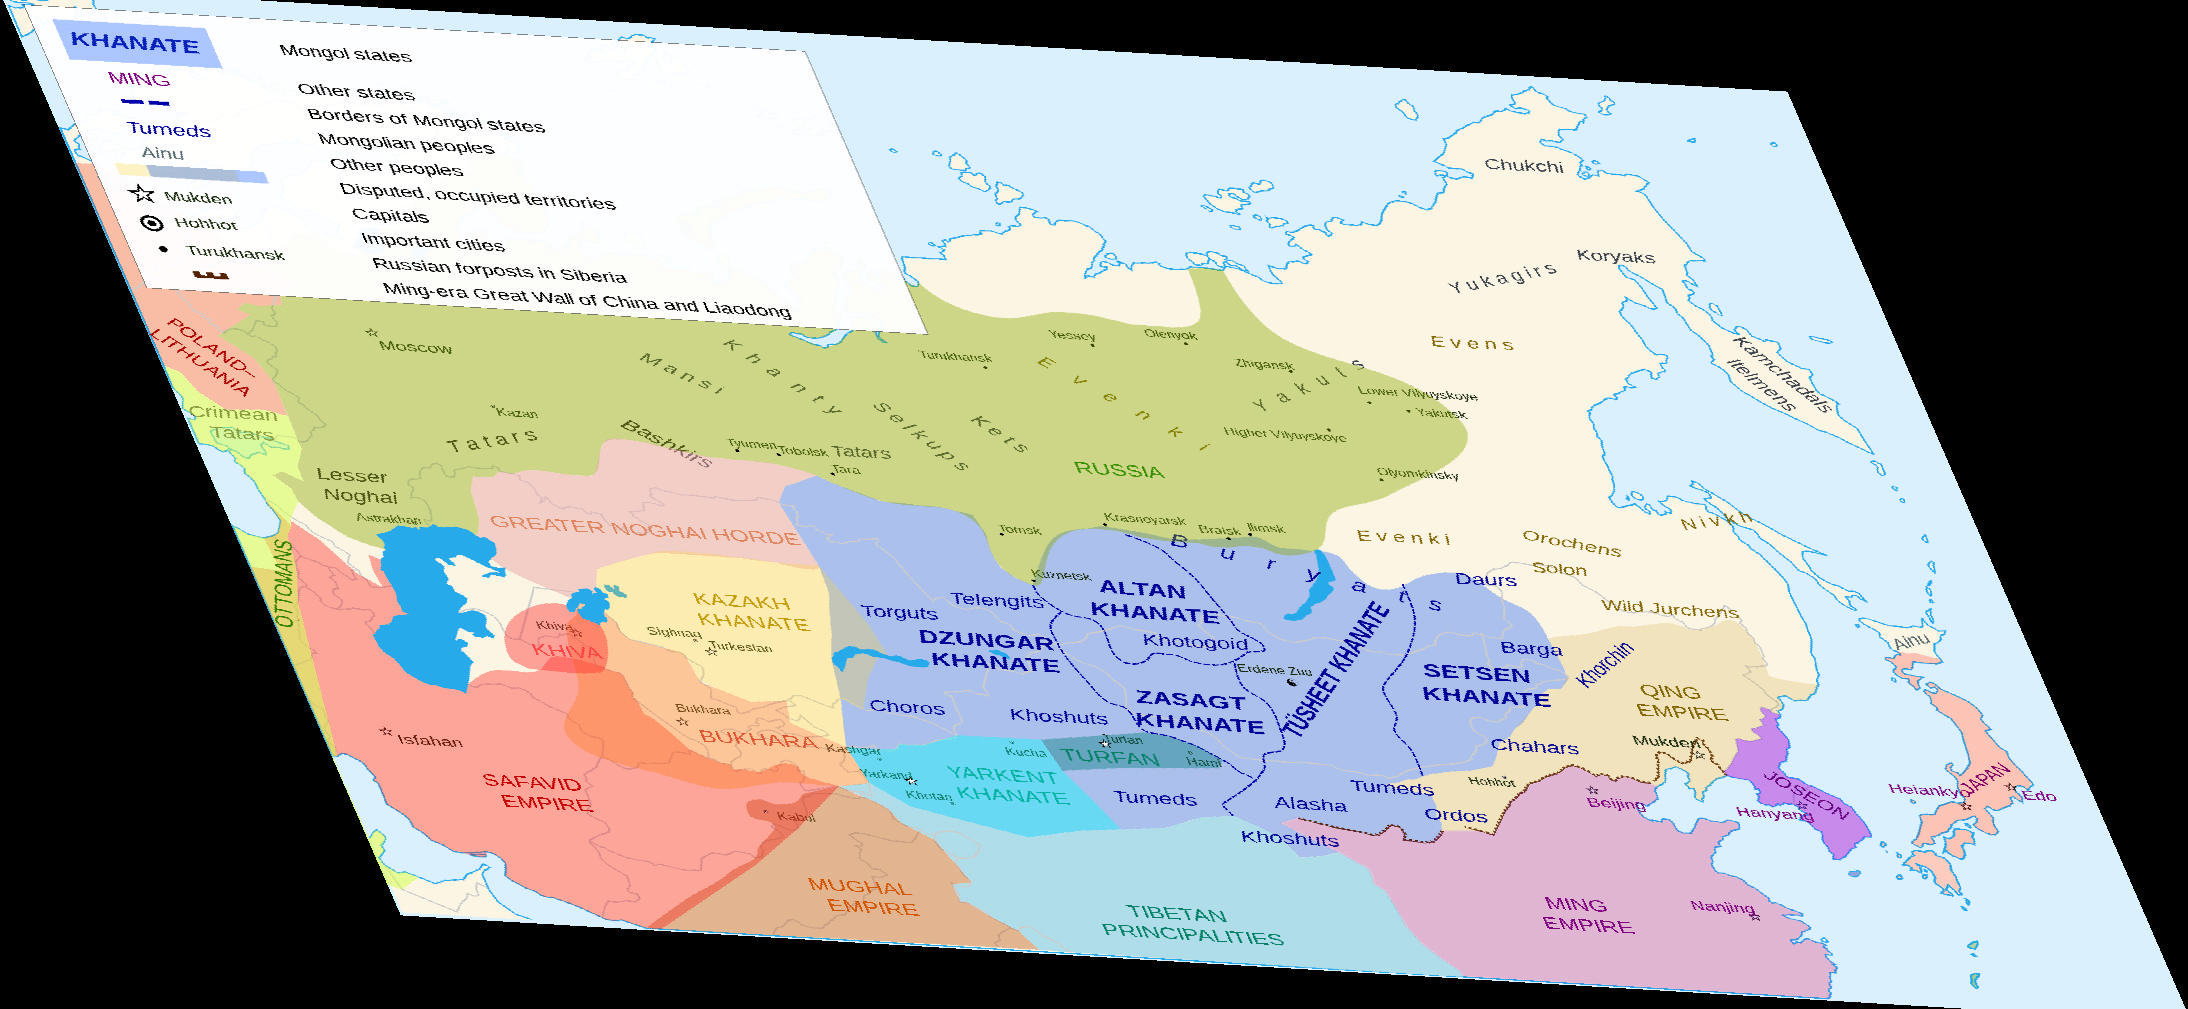 KHANATE
Mongol states
MING
Other states
Borders of Mongol states
Tumeds
Mongolian peoples
Ainu
Other peoples
Disputed, occupied territories
Mukden
Capitals
Hohhot
Important cities
Turukhansk
Russian forposts in Siberia
Ming-era Great Wall of China and Liaodong
Chukchi
Koryaks
Yukagirs
Evens
Kamchadals
Itelmens
POLAND–
LITHUANIA
Moscow
Khanty
Mansi
Selkups
Kets
Turukhansk
Yessey
Olenyok
Evenki
Zhigansk
Yakuts
Lower Vilyuyskoye
Yakutsk
Higher Vilyuyskoye
Olyomkinsky
Crimean
Tatars
Kazan
Tatars
Bashkirs
Tyumen
Tobolsk
Tatars
Tara
RUSSIA
Lesser
Noghai
Astrakhan
GREATER NOGHAI HORDE
Tomsk
Krasnoyarsk
Bratsk
Ilimsk
Kuznetsk
Buryats
Evenki
Orochens
Solon
Nivkh
Daurs
Wild Jurchens
Ainu
OTTOMANS
KAZAKH
KHANATE
Sighnaq
Turkestan
Khiva
KHIVA
Torguts
Telengits
ALTAN
KHANATE
Khotogoid
DZUNGAR
KHANATE
Erdene Zuu
TÜSHEET KHANATE
SETSEN
KHANATE
Barga
Khorchin
QING
EMPIRE
ZASAGT
KHANATE
Choros
Khoshuts
Bukhara
BUKHARA
Kashgar
Isfahan
SAFAVID
EMPIRE
Yarkand
Khotan
Kucha
YARKENT
KHANATE
Turfan
TURFAN
Hami
Chahars
Mukden
Hohhot
Tumeds
Tumeds
Alasha
Ordos
Khoshuts
Beijing
JOSEON
Hanyang
Heiankyo
JAPAN
Edo
Kabol
MUGHAL
EMPIRE
TIBETAN
PRINCIPALITIES
MING
EMPIRE
Nanjing